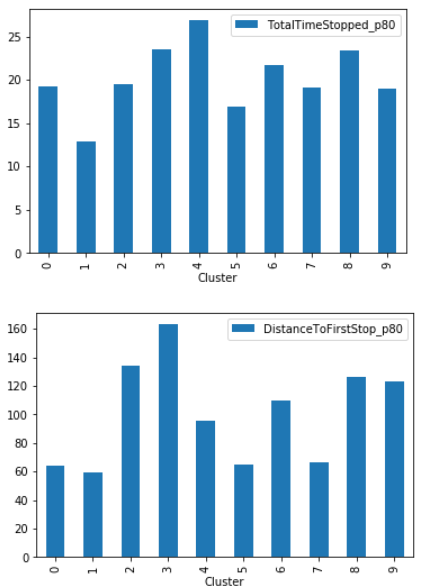 TotalTimeStopped_p80
25
20
15
10
5
0
0 1 2 3 4 5 6 7 8 9
Cluster
DistanceToFirstStop_p80
160
140
120
100
80
60
40
20
0
0 1 2 3 4 5 6 7 8 9
Cluster